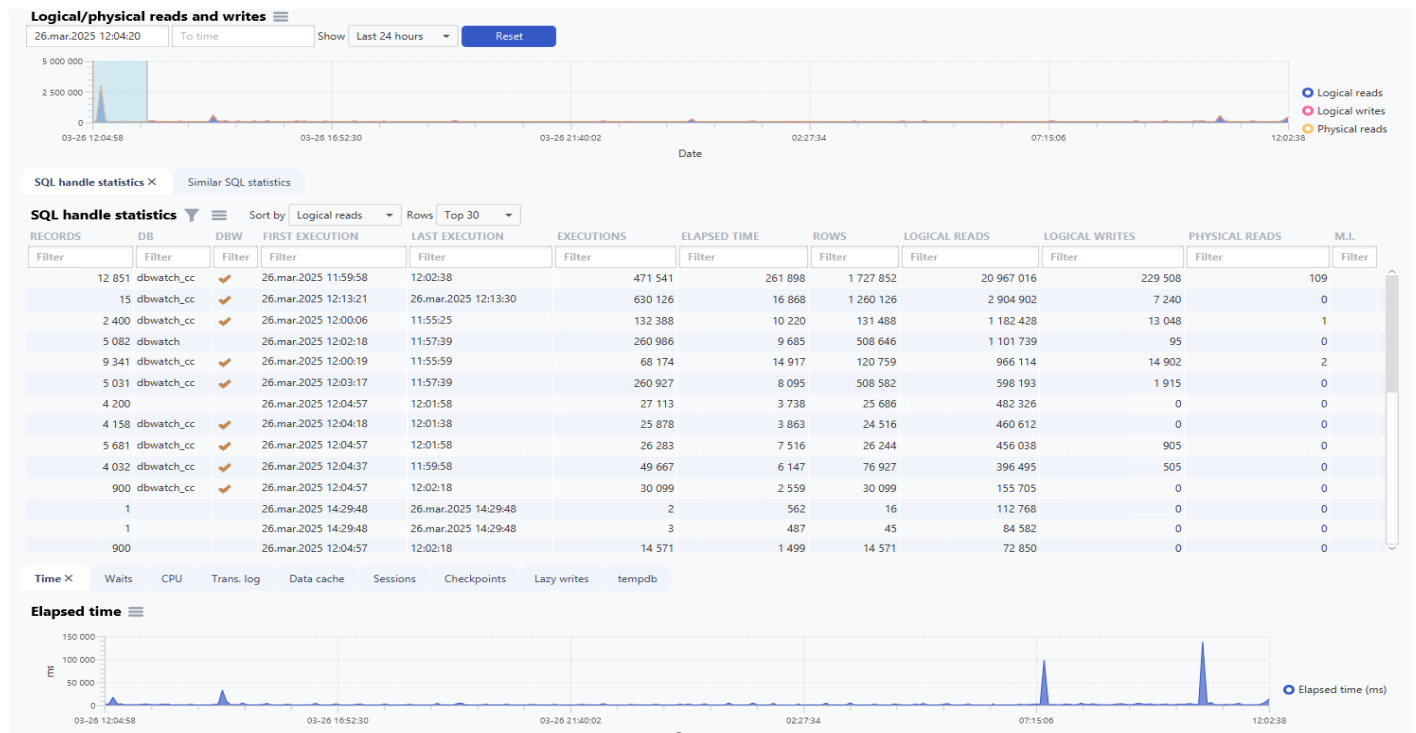 Logical/physical reads and writes
26.mar.2025 12:04:20 To time Show Last 24 hours Reset
5 000 000
2 500 000
0
Logical reads
Logical writes
Physical reads
03-26 12:04:58 03-26 16:52:30 03-26 21:40:02 02:27:34 07:15:06 12:02:38
Date
SQL handle statistics Similar SQL statistics
SQL handle statistics Sort by Logical reads Rows Top 30
RECORDS DB DBW FIRST EXECUTION LAST EXECUTION EXECUTIONS ELAPSED TIME ROWS LOGICAL READS LOGICAL WRITES PHYSICAL READS M.I.
Filter Filter Filter Filter Filter Filter Filter Filter Filter Filter Filter Filter
12 851 dbwatch_cc 26.mar.2025 11:59:58 12:02:38 471 541 261 898 1 727 852 20 967 016 229 508 109
15 dbwatch_cc 26.mar.2025 12:13:21 26.mar.2025 12:13:30 630 126 16 868 1 260 126 2 904 902 7 240 0
2 400 dbwatch_cc 26.mar.2025 12:00:06 11:55:25 132 388 10 220 131 488 1 182 428 13 048 1
5 082 dbwatch 26.mar.2025 12:02:18 11:57:39 260 986 9 685 508 646 1 101 739 95 0
9 341 dbwatch_cc 26.mar.2025 12:00:19 11:55:59 68 174 14 917 120 759 966 114 14 902 2
5 031 dbwatch_cc 26.mar.2025 12:03:17 11:57:39 260 927 8 095 508 582 598 193 1 915 0
4 200 26.mar.2025 12:04:57 12:01:58 27 113 3 738 25 686 482 326 0 0
4 158 dbwatch_cc 26.mar.2025 12:04:18 12:01:38 25 878 3 863 24 516 460 612 0 0
5 681 dbwatch_cc 26.mar.2025 12:04:57 12:01:58 26 283 7 516 26 244 456 038 905 0
4 032 dbwatch_cc 26.mar.2025 12:04:37 11:59:58 49 667 6 147 76 927 396 495 505 0
900 dbwatch_cc 26.mar.2025 12:04:57 12:02:18 30 099 2 559 30 099 155 705 0 0
1 26.mar.2025 14:29:48 26.mar.2025 14:29:48 2 562 16 112 768 0 0
1 26.mar.2025 14:29:48 26.mar.2025 14:29:48 3 487 45 84 582 0 0
900 26.mar.2025 12:04:57 12:02:18 14 571 1 499 14 571 72 850 0 0
Time Waits CPU Trans. log Data cache Sessions Checkpoints Lazy writes tempdb
Elapsed time
150 000
100 000
50 000
0
ms
Elapsed time (ms)
03-26 12:04:58 03-26 16:52:30 03-26 21:40:02 02:27:34 07:15:06 12:02:38